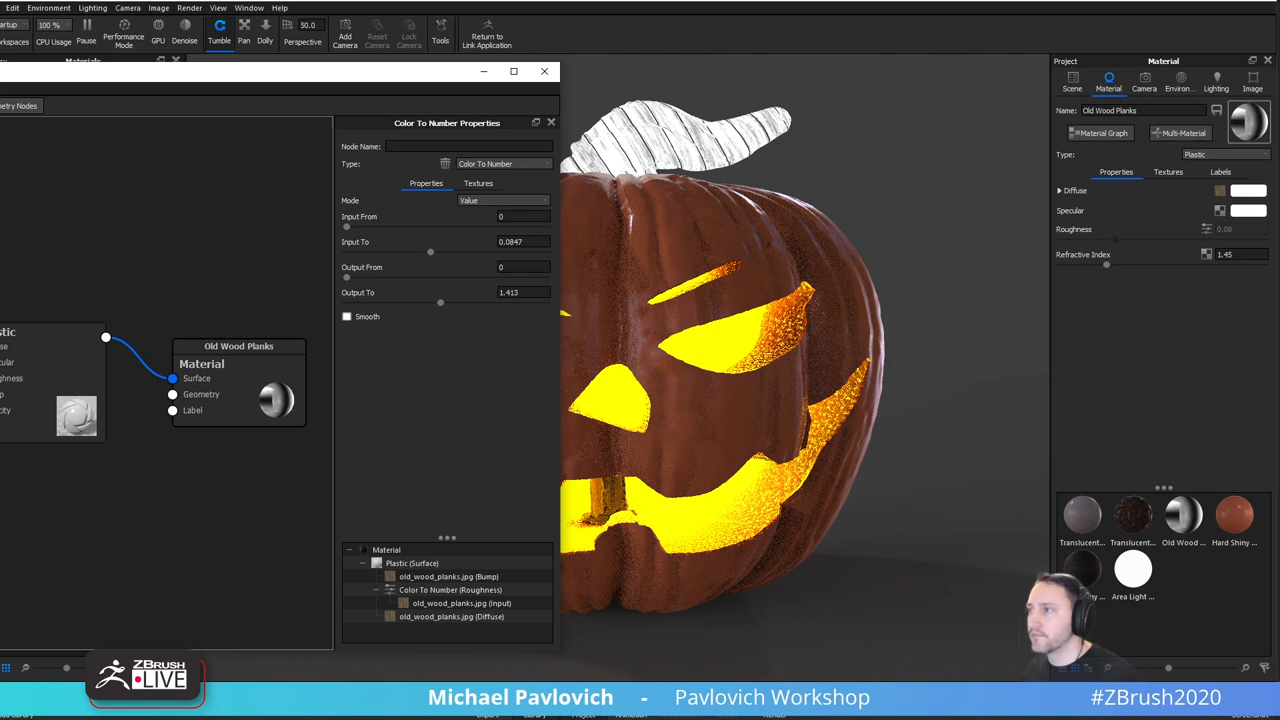 Edit Environment Lighting Camera Image Render View Window Help
100 %
50.0
CPU Usage Pause Performance Mode GPU Denoise Tumble Pan Dolly Perspective Add Camera Reset Camera Lock Camera Tools Return to Link Application
Materials
Geometry Nodes
Color To Number Properties
Node Name:
Type: Color To Number
Properties Textures
Mode Value
Input From 0
Input To 0.0847
Output From 0
Output To 1.413
Smooth
Old Wood Planks
Material
Surface
Geometry
Label
Material
Plastic (Surface)
old_wood_planks.jpg (Bump)
Color To Number (Roughness)
old_wood_planks.jpg (Input)
old_wood_planks.jpg (Diffuse)
Project Material
Scene Material Camera Environ... Lighting Image
Name: Old Wood Planks
Material Graph Multi-Material
Type: Plastic
Properties Textures Labels
Diffuse
Specular
Roughness 0.08
Refractive Index 1.45
Translucent... Translucent... Old Wood ... Hard Shiny ...
Area Light ...
ZBRUSH
LIVE
Michael Pavlovich - Pavlovich Workshop #ZBrush2020